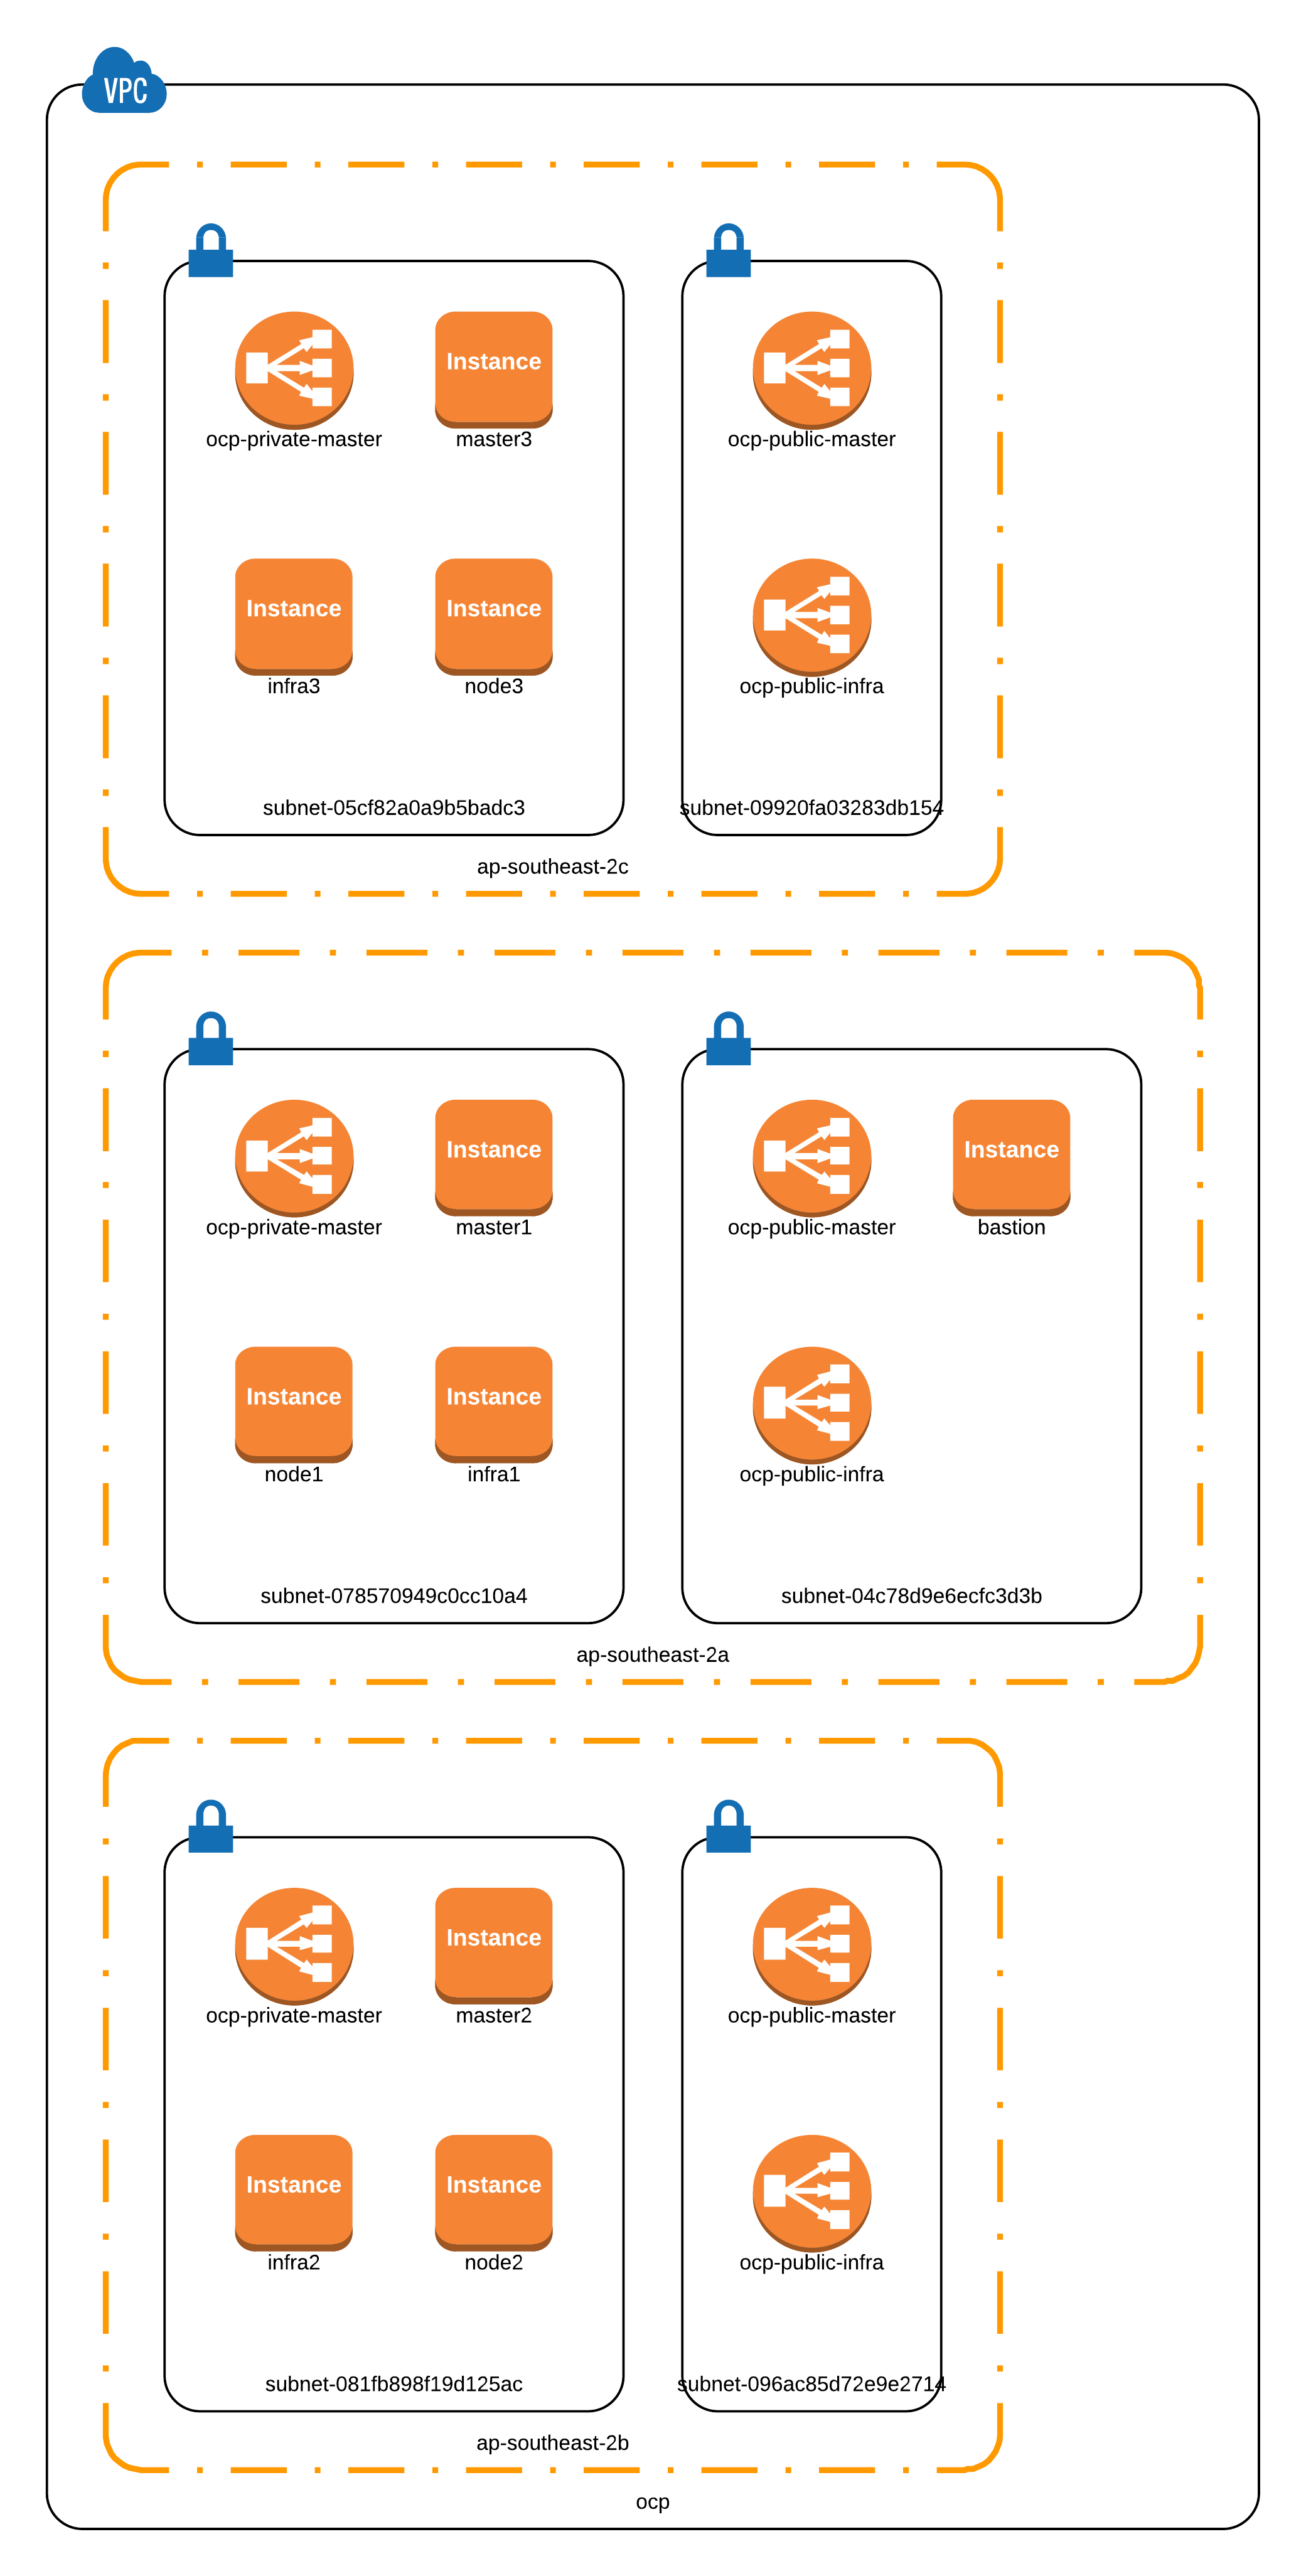 VPC
Instance
Instance
ocp-private-master
master3
ocp-public-master
Instance
Instance
infra3
node3
ocp-public-infra
subnet-05cf82a0a9b5badc3
subnet-09920fa03283db154
ap-southeast-2c
Instance
Instance
ocp-private-master
master1
ocp-public-master
bastion
Instance
Instance
node1
infra1
ocp-public-infra
subnet-078570949c0cc10a4
subnet-04c78d9e6ecfc3d3b
ap-southeast-2a
Instance
ocp-private-master
master2
ocp-public-master
Instance
Instance
infra2
node2
ocp-public-infra
subnet-081fb898f19d125ac
subnet-096ac85d72e9e2714
ap-southeast-2b
ocp